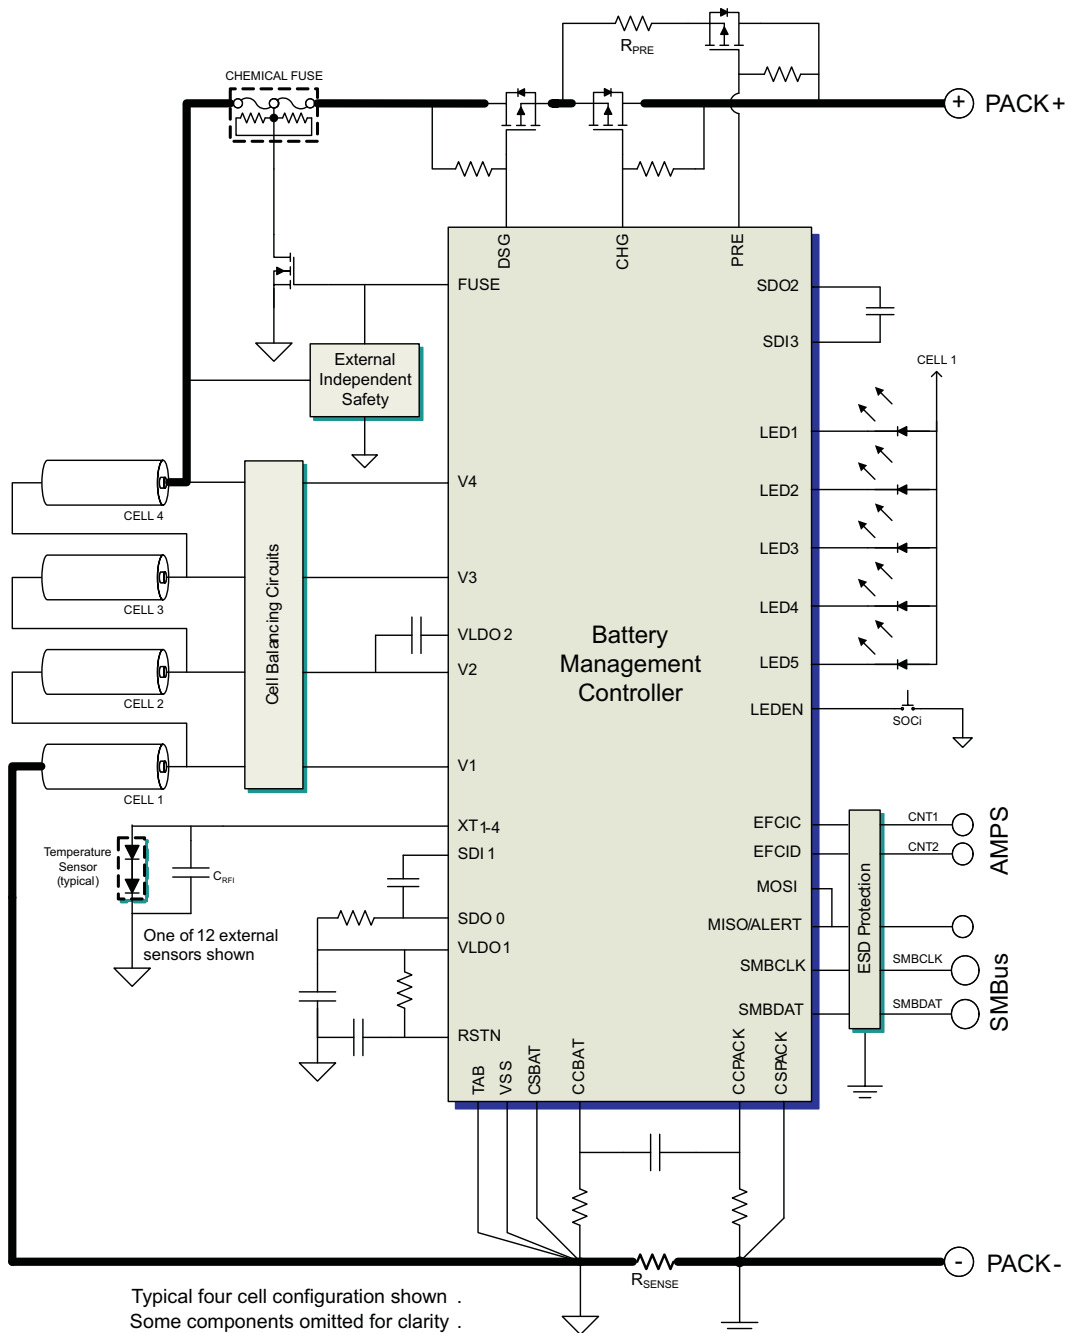 R PRE
CHEMICAL FUSE
+ PACK+
DSG
CHG
PRE
FUSE
SDO2
SDI3
External
Independent
Safety
CELL 1
LED1
LED2
LED3
LED4
LED5
LEDEN
SOCi
V4
CELL 4
V3
CELL 3
VLDO 2
V2
CELL 2
V1
CELL 1
Cell Balancing Circuits
Battery
Management
Controller
XT1-4
SDI 1
Temperature
Sensor
(typical)
CRFI
SDO 0
One of 12 external
sensors shown
VLDO 1
RSTN
EFCIC
EFCID
MOSI
MISO/ALERT
SMBCLK
SMBDAT
ESD Protection
CNT1
CNT2
AMPS
SMBCLK
SMBDAT
SMBus
TAB
VSS
CSBAT
CCBAT
CCPACK
CSPACK
RSENSE
- PACK-
Typical four cell configuration shown .
Some components omitted for clarity .